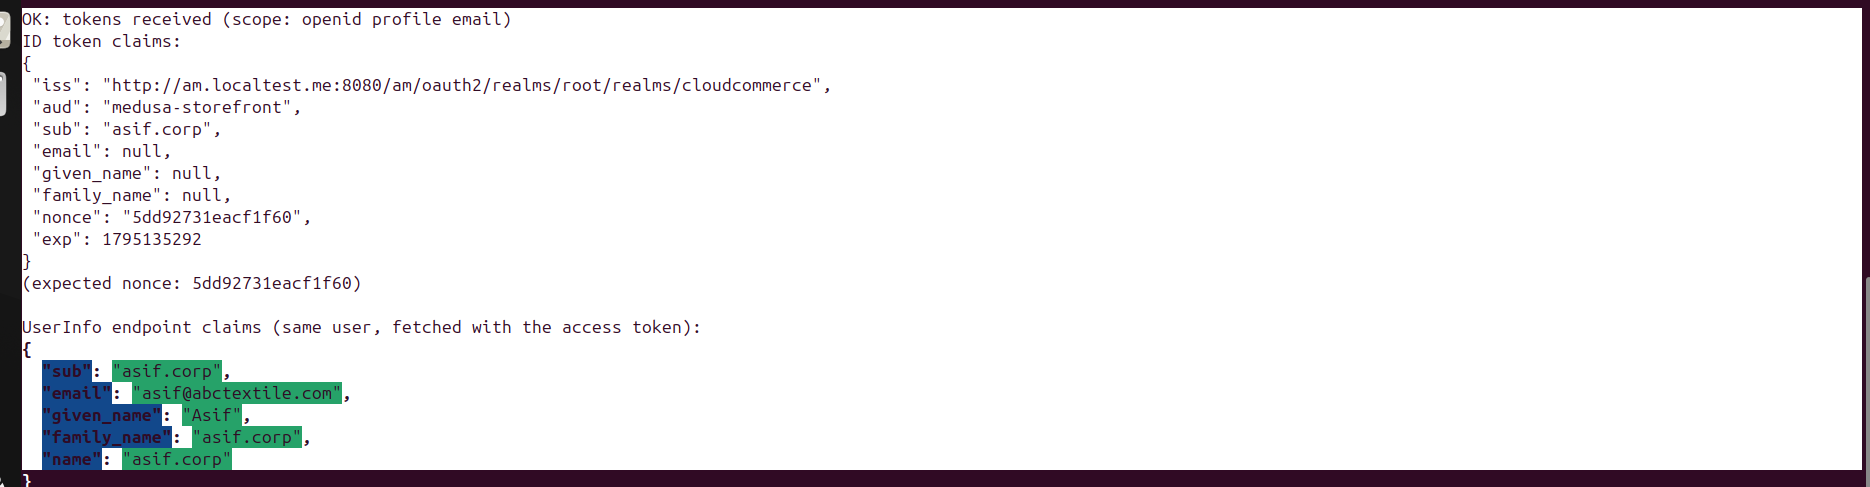 OK: tokens received (scope: openid profile email)
ID token claims:
{
 "iss": "http://am.localtest.me:8080/am/oauth2/realms/root/realms/cloudcommerce",
 "aud": "medusa-storefront",
 "sub": "asif.corp",
 "email": null,
 "given_name": null,
 "family_name": null,
 "nonce": "5dd92731eacf1f60",
 "exp": 1795135292
}
(expected nonce: 5dd92731eacf1f60)

UserInfo endpoint claims (same user, fetched with the access token):
{
  "sub": "asif.corp",
  "email": "asif@abctextile.com",
  "given_name": "Asif",
  "family_name": "asif.corp",
  "name": "asif.corp"
}